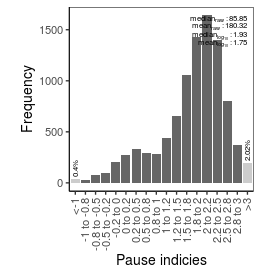 median_raw : 85.85
mean_raw : 180.32
median_log10 : 1.93
mean_log10 : 1.75
1500
1000
500
0
Frequency
0.4%
2.02%
<-1
-1 to -0.8
-0.8 to -0.5
-0.5 to -0.2
-0.2 to 0
0 to 0.2
0.2 to 0.5
0.5 to 0.8
0.8 to 1
1 to 1.2
1.2 to 1.5
1.5 to 1.8
1.8 to 2
2 to 2.2
2.2 to 2.5
2.5 to 2.8
2.8 to 3
>3
Pause indicies